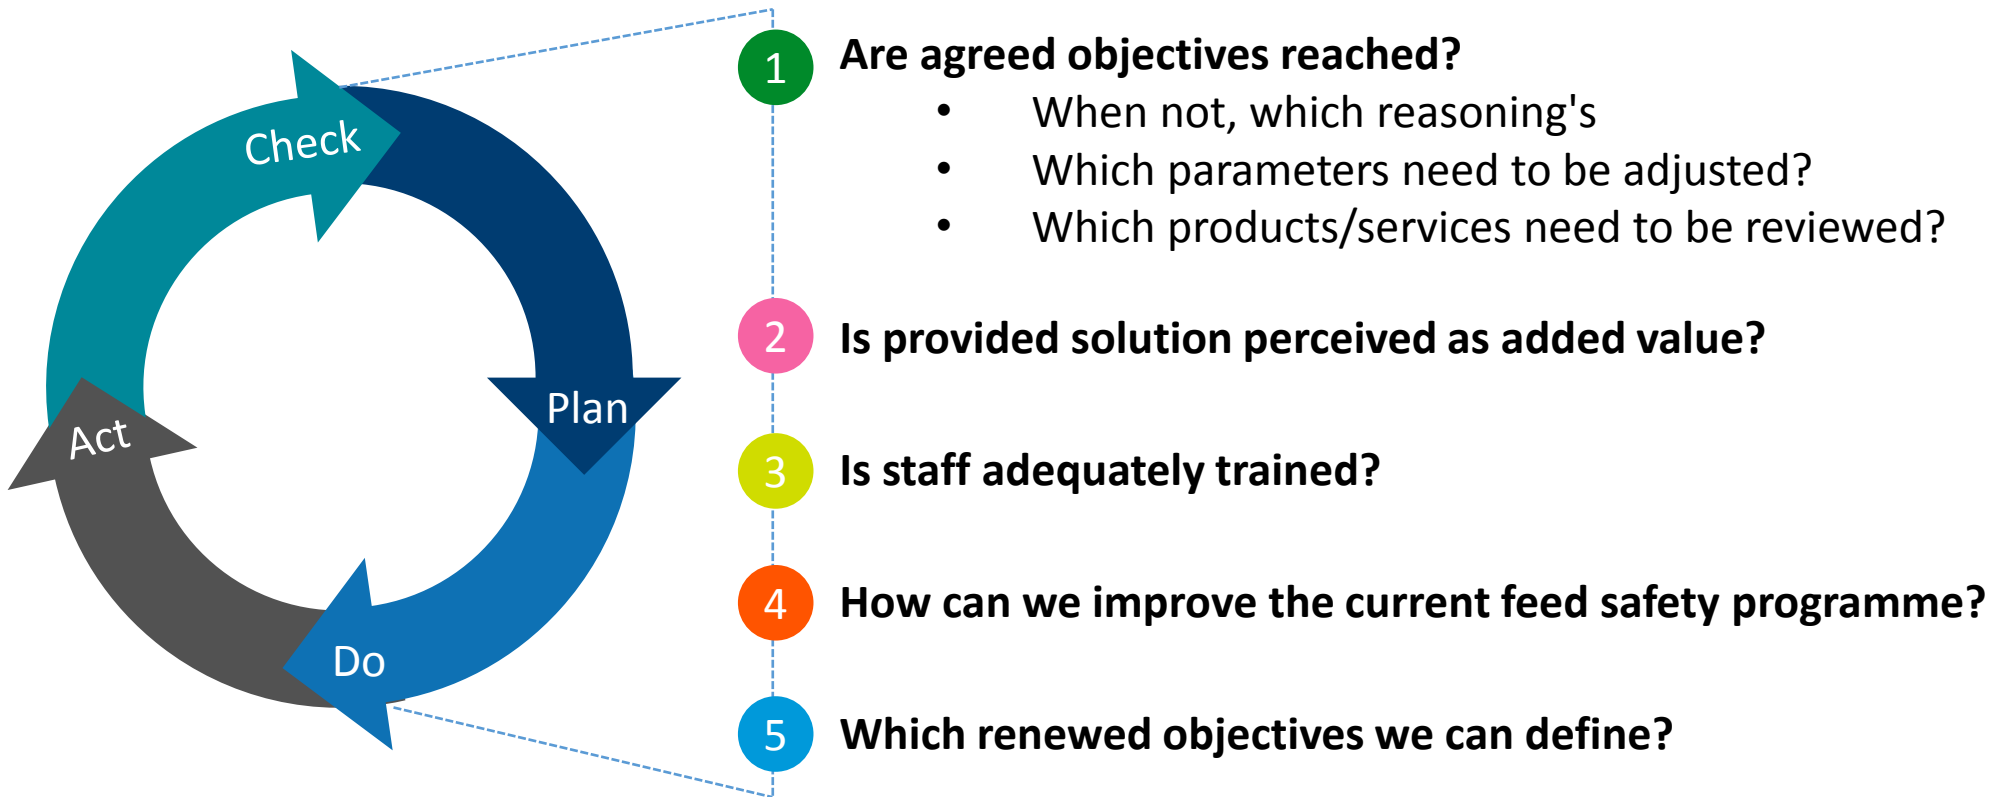 Check
Plan
Act
Do
1 Are agreed objectives reached?
• When not, which reasoning's
• Which parameters need to be adjusted?
• Which products/services need to be reviewed?
2 Is provided solution perceived as added value?
3 Is staff adequately trained?
4 How can we improve the current feed safety programme?
5 Which renewed objectives we can define?